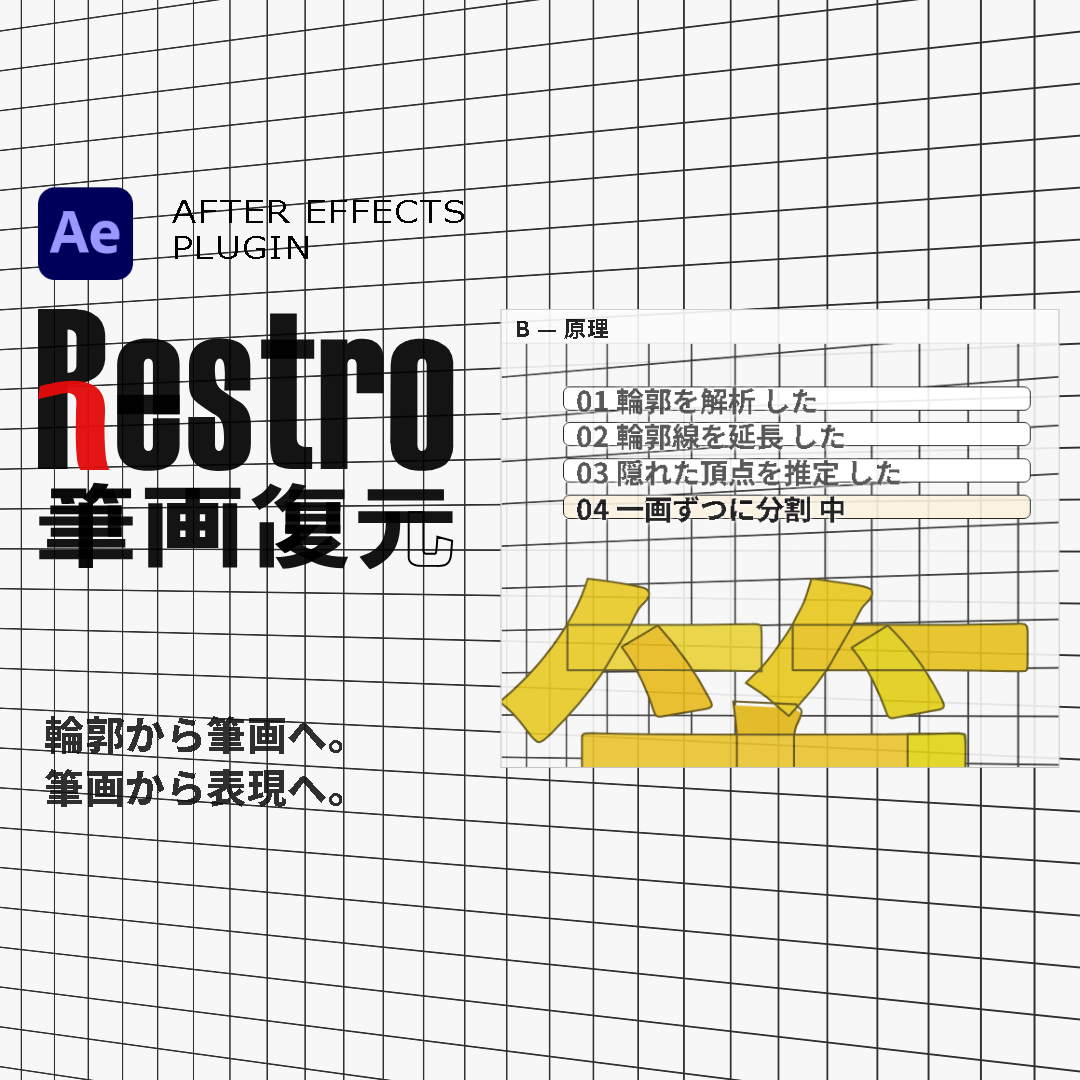 Ae
AFTER EFFECTS
PLUGIN
Restro
筆画復元
輪郭から筆画へ。
筆画から表現へ。
B — 原理
01 輪郭を解析 した
02 輪郭線を延長 した
03 隠れた頂点を推定 した
04 一画ずつに分割 中